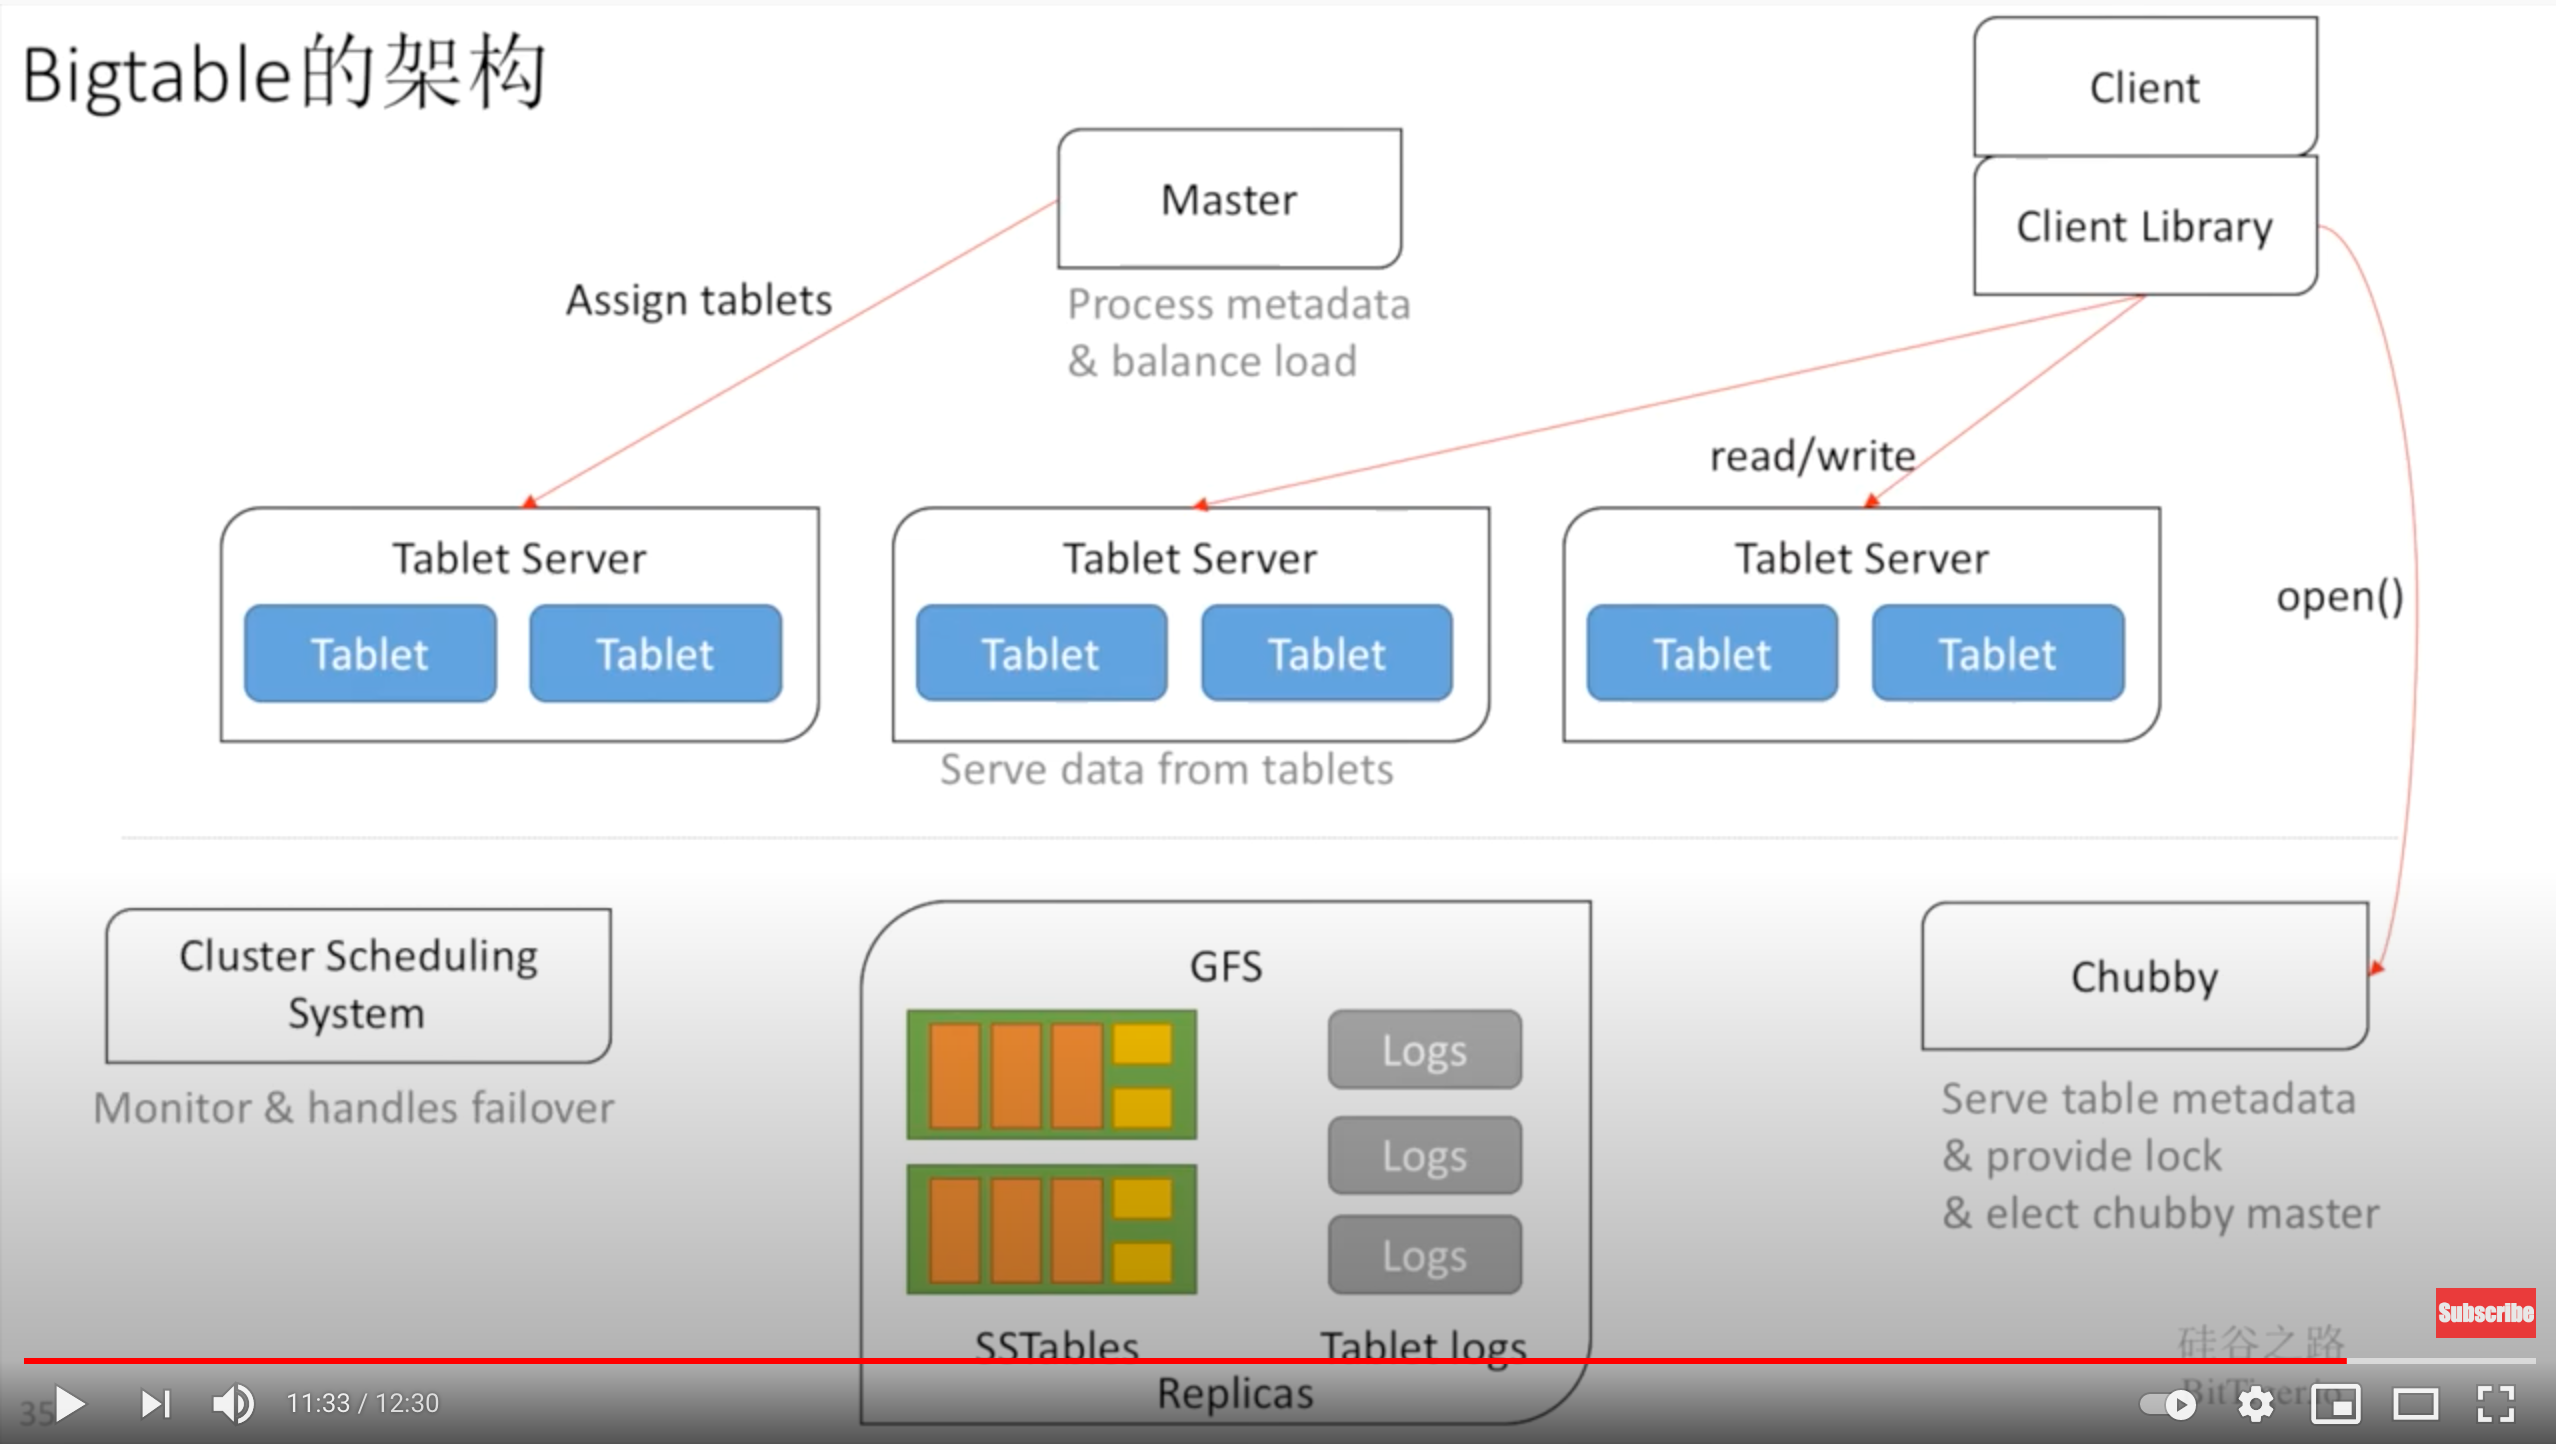 Bigtable的架构
Client
Client Library
Master
Process metadata
& balance load
Assign tablets
read/write
open()
Tablet Server
Tablet
Tablet
Tablet Server
Tablet
Tablet
Tablet Server
Tablet
Tablet
Serve data from tablets
Cluster Scheduling
System
Monitor & handles failover
GFS
Logs
Logs
Logs
SSTables
Tablet logs
Replicas
Chubby
Serve table metadata
& provide lock
& elect chubby master
Subscribe
硅谷之路
BitTiger.io
35
11:33 / 12:30